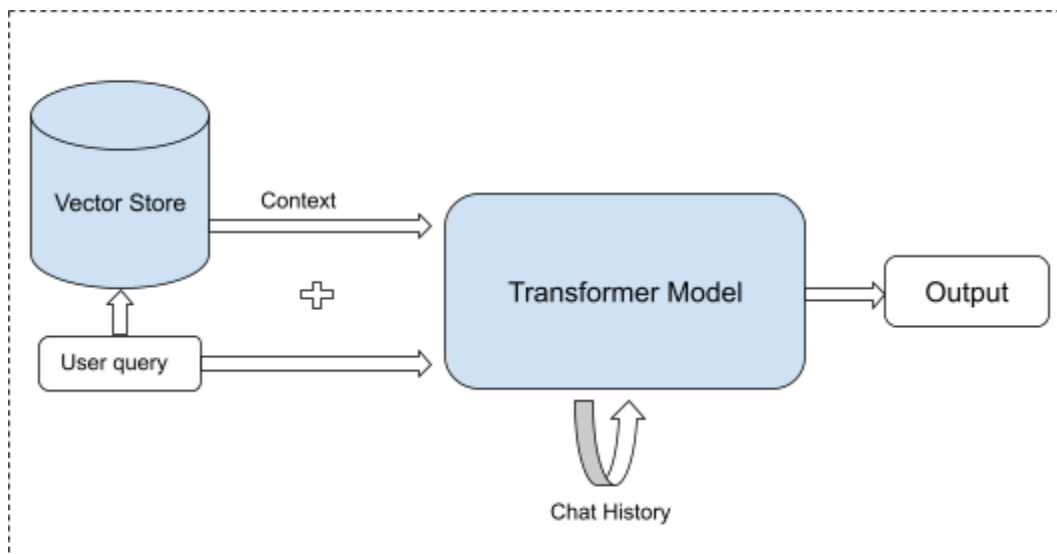 Vector Store
Context
Transformer Model
Output
User query
Chat History